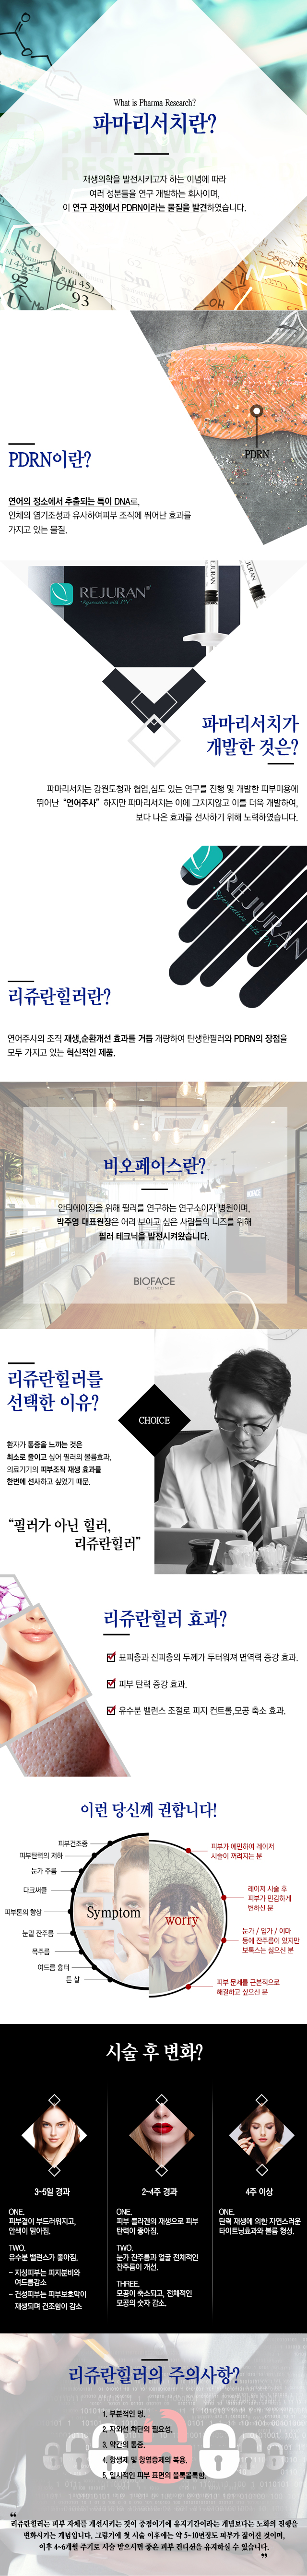 What is Pharma Research?
파마리서치란?
재생의학을 발전시키고자 하는 이념에 따라
여러 성분들을 연구 개발하는 회사이며,
이 연구 과정에서 PDRN이라는 물질을 발견하였습니다.
93
PDRN
PDRN이란?
연어의 정소에서 추출되는 특이 DNA로,
인체의 염기조성과 유사하여피부 조직에 뛰어난 효과를
가지고 있는 물질.
REJURAN
파마리서치가
개발한 것은?
파마리서치는 강원도청과 협업,심도 있는 연구를 진행 및 개발한 피부미용에
뛰어난 “연어주사” 하지만 파마리서치는 이에 그치지않고 이를 더욱 개발하여,
보다 나은 효과를 선사하기 위해 노력하였습니다.
REJURAN
리쥬란힐러란?
연어주사의 조직 재생,순환개선 효과를 거듭 개량하여 탄생한필러와 PDRN의 장점을
모두 가지고 있는 혁신적인 제품.
비오페이스란?
안티에이징을 위해 필러를 연구하는 연구소이자 병원이며,
박주영 대표원장은 어려 보이고 싶은 사람들의 니즈를 위해
필러 테크닉을 발전시켜왔습니다.
BIOFACE
리쥬란힐러를
선택한 이유?
CHOICE
환자가 통증을 느끼는 것은
최소로 줄이고 싶어 필러의 볼륨효과,
의료기기의 피부조직 재생 효과를
한번에 선사하고 싶었기 때문.
“필러가 아닌 힐러,
리쥬란힐러”
리쥬란힐러 효과?
표피층과 진피층의 두께가 두터워져 면역력 증강 효과.
피부 탄력 증강 효과.
유수분 밸런스 조절로 피지 컨트롤,모공 축소 효과.
이런 당신께 권합니다!
피부건조증
피부탄력의 저하
눈가 주름
다크써클
피부톤의 향상
눈밑 잔주름
목주름
여드름 흉터
튼 살
Symptom
worry
피부가 예민하여 레이저
시술이 꺼려지는 분
레이저 시술 후
피부가 민감하게
변하신 분
눈가 / 입가 / 이마
등에 잔주름이 있지만
보톡스는 싫으신 분
피부 문제를 근본적으로
해결하고 싶으신 분
시술 후 변화?
3~5일 경과
ONE.
피부결이 부드러워지고,
안색이 맑아짐.
TWO.
유수분 밸런스가 좋아짐.
- 지성피부는 피지분비와
여드름감소
- 건성피부는 피부보호막이
재생되며 건조함이 감소
2~4주 경과
ONE.
피부 콜라겐의 재생으로 피부
탄력이 좋아짐.
TWO.
눈가 잔주름과 얼굴 전체적인
잔주름이 개선.
THREE.
모공이 축소되고, 전체적인
모공의 숫자 감소.
4주 이상
ONE.
탄력 재생에 의한 자연스러운
타이트닝효과와 볼륨 형성.
리쥬란힐러의 주의사항?
1. 부분적인 멍.
2. 자외선 차단의 필요성.
3. 약간의 통증.
4. 항생제 및 항염증제의 복용.
5. 일시적인 피부 표면의 올록볼록함.
“
리쥬란힐러는 피부 자체를 개선시키는 것이 중점이기에 유지기간이라는 개념보다는 노화의 진행을
변화시키는 개념입니다. 그렇기에 첫 시술 이후에는 약 5~10년정도 피부가 젊어진 것이며,
이후 4~6개월 주기로 시술 받으시면 좋은 피부 컨디션을 유지하실 수 있습니다.
”